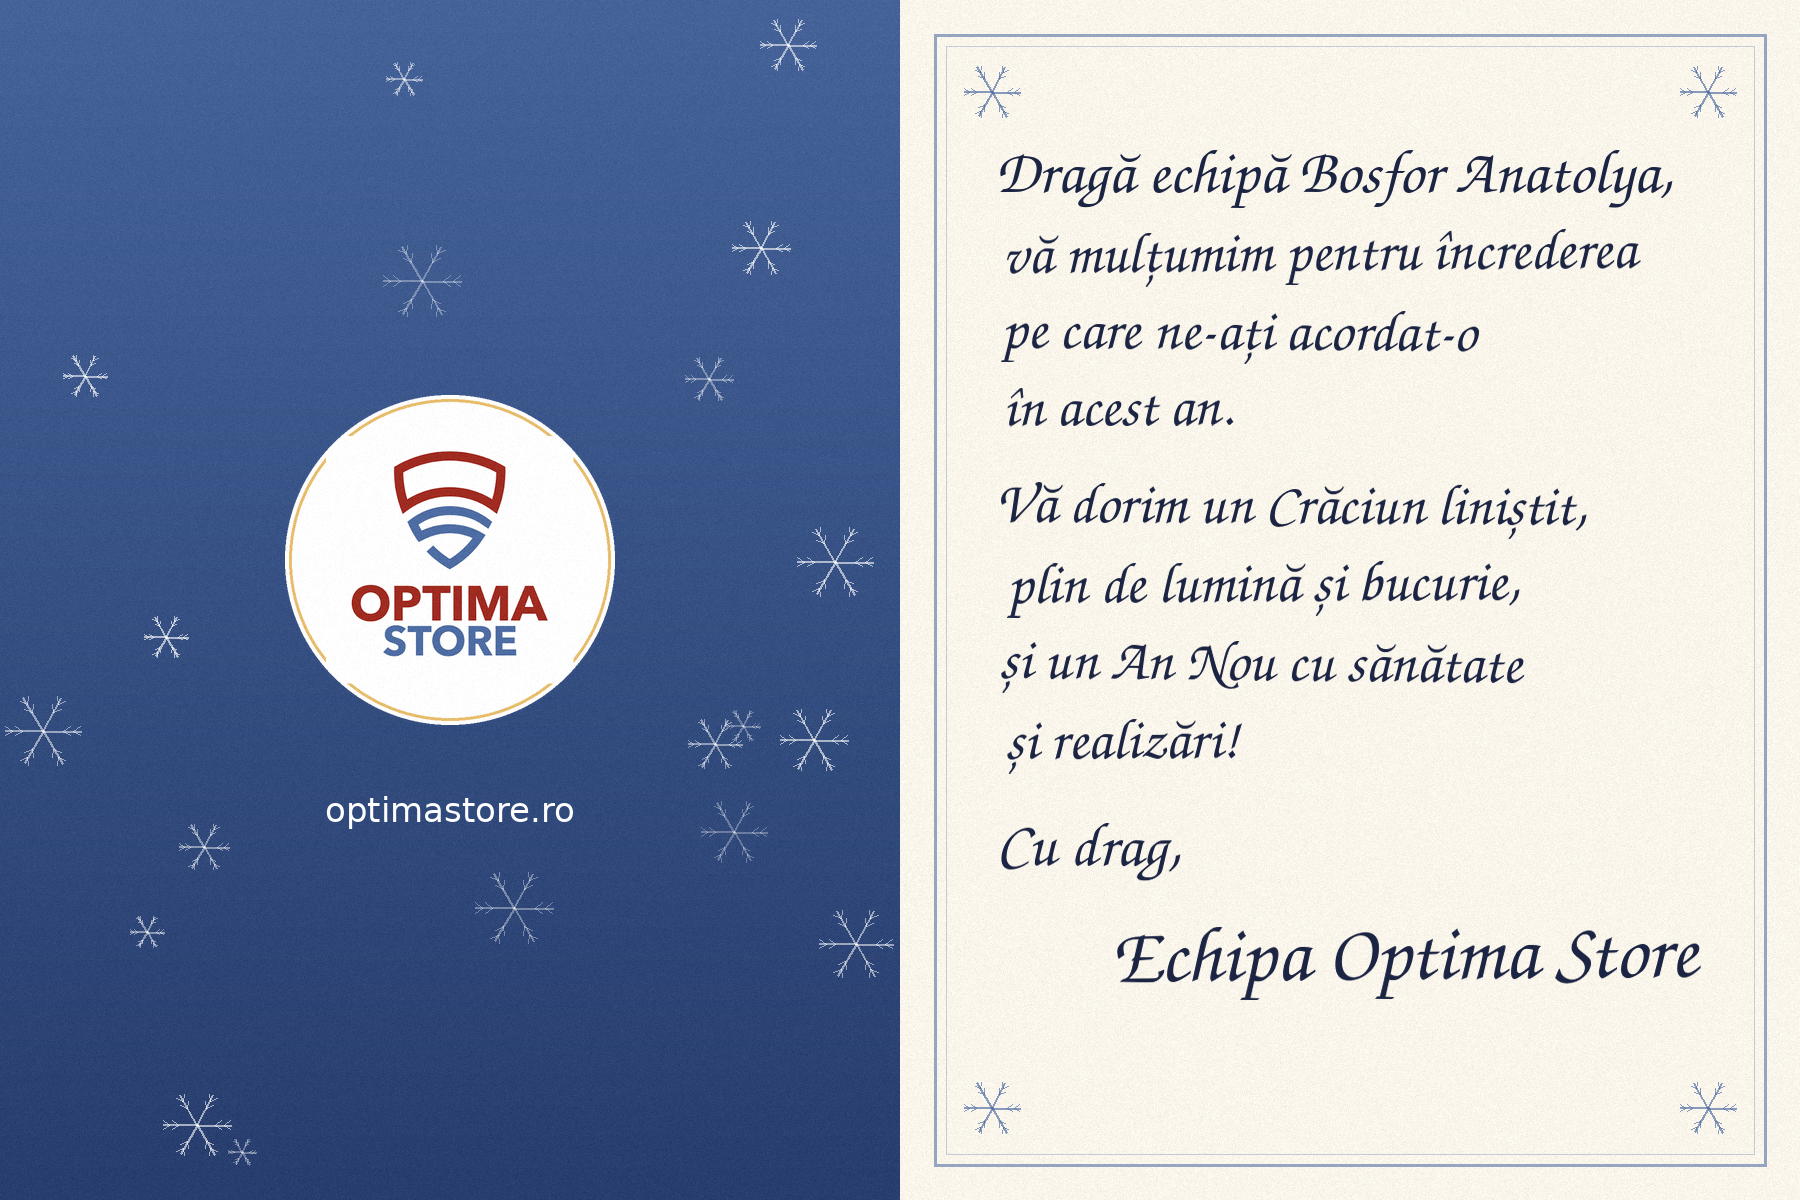 OPTIMA
STORE
optimastore.ro
Dragă echipă Bosfor Anatolya,
vă mulțumim pentru încrederea
pe care ne-ați acordat-o
în acest an.
Vă dorim un Crăciun liniștit,
plin de lumină și bucurie,
și un An Nou cu sănătate
și realizări!
Cu drag,
Echipa Optima Store